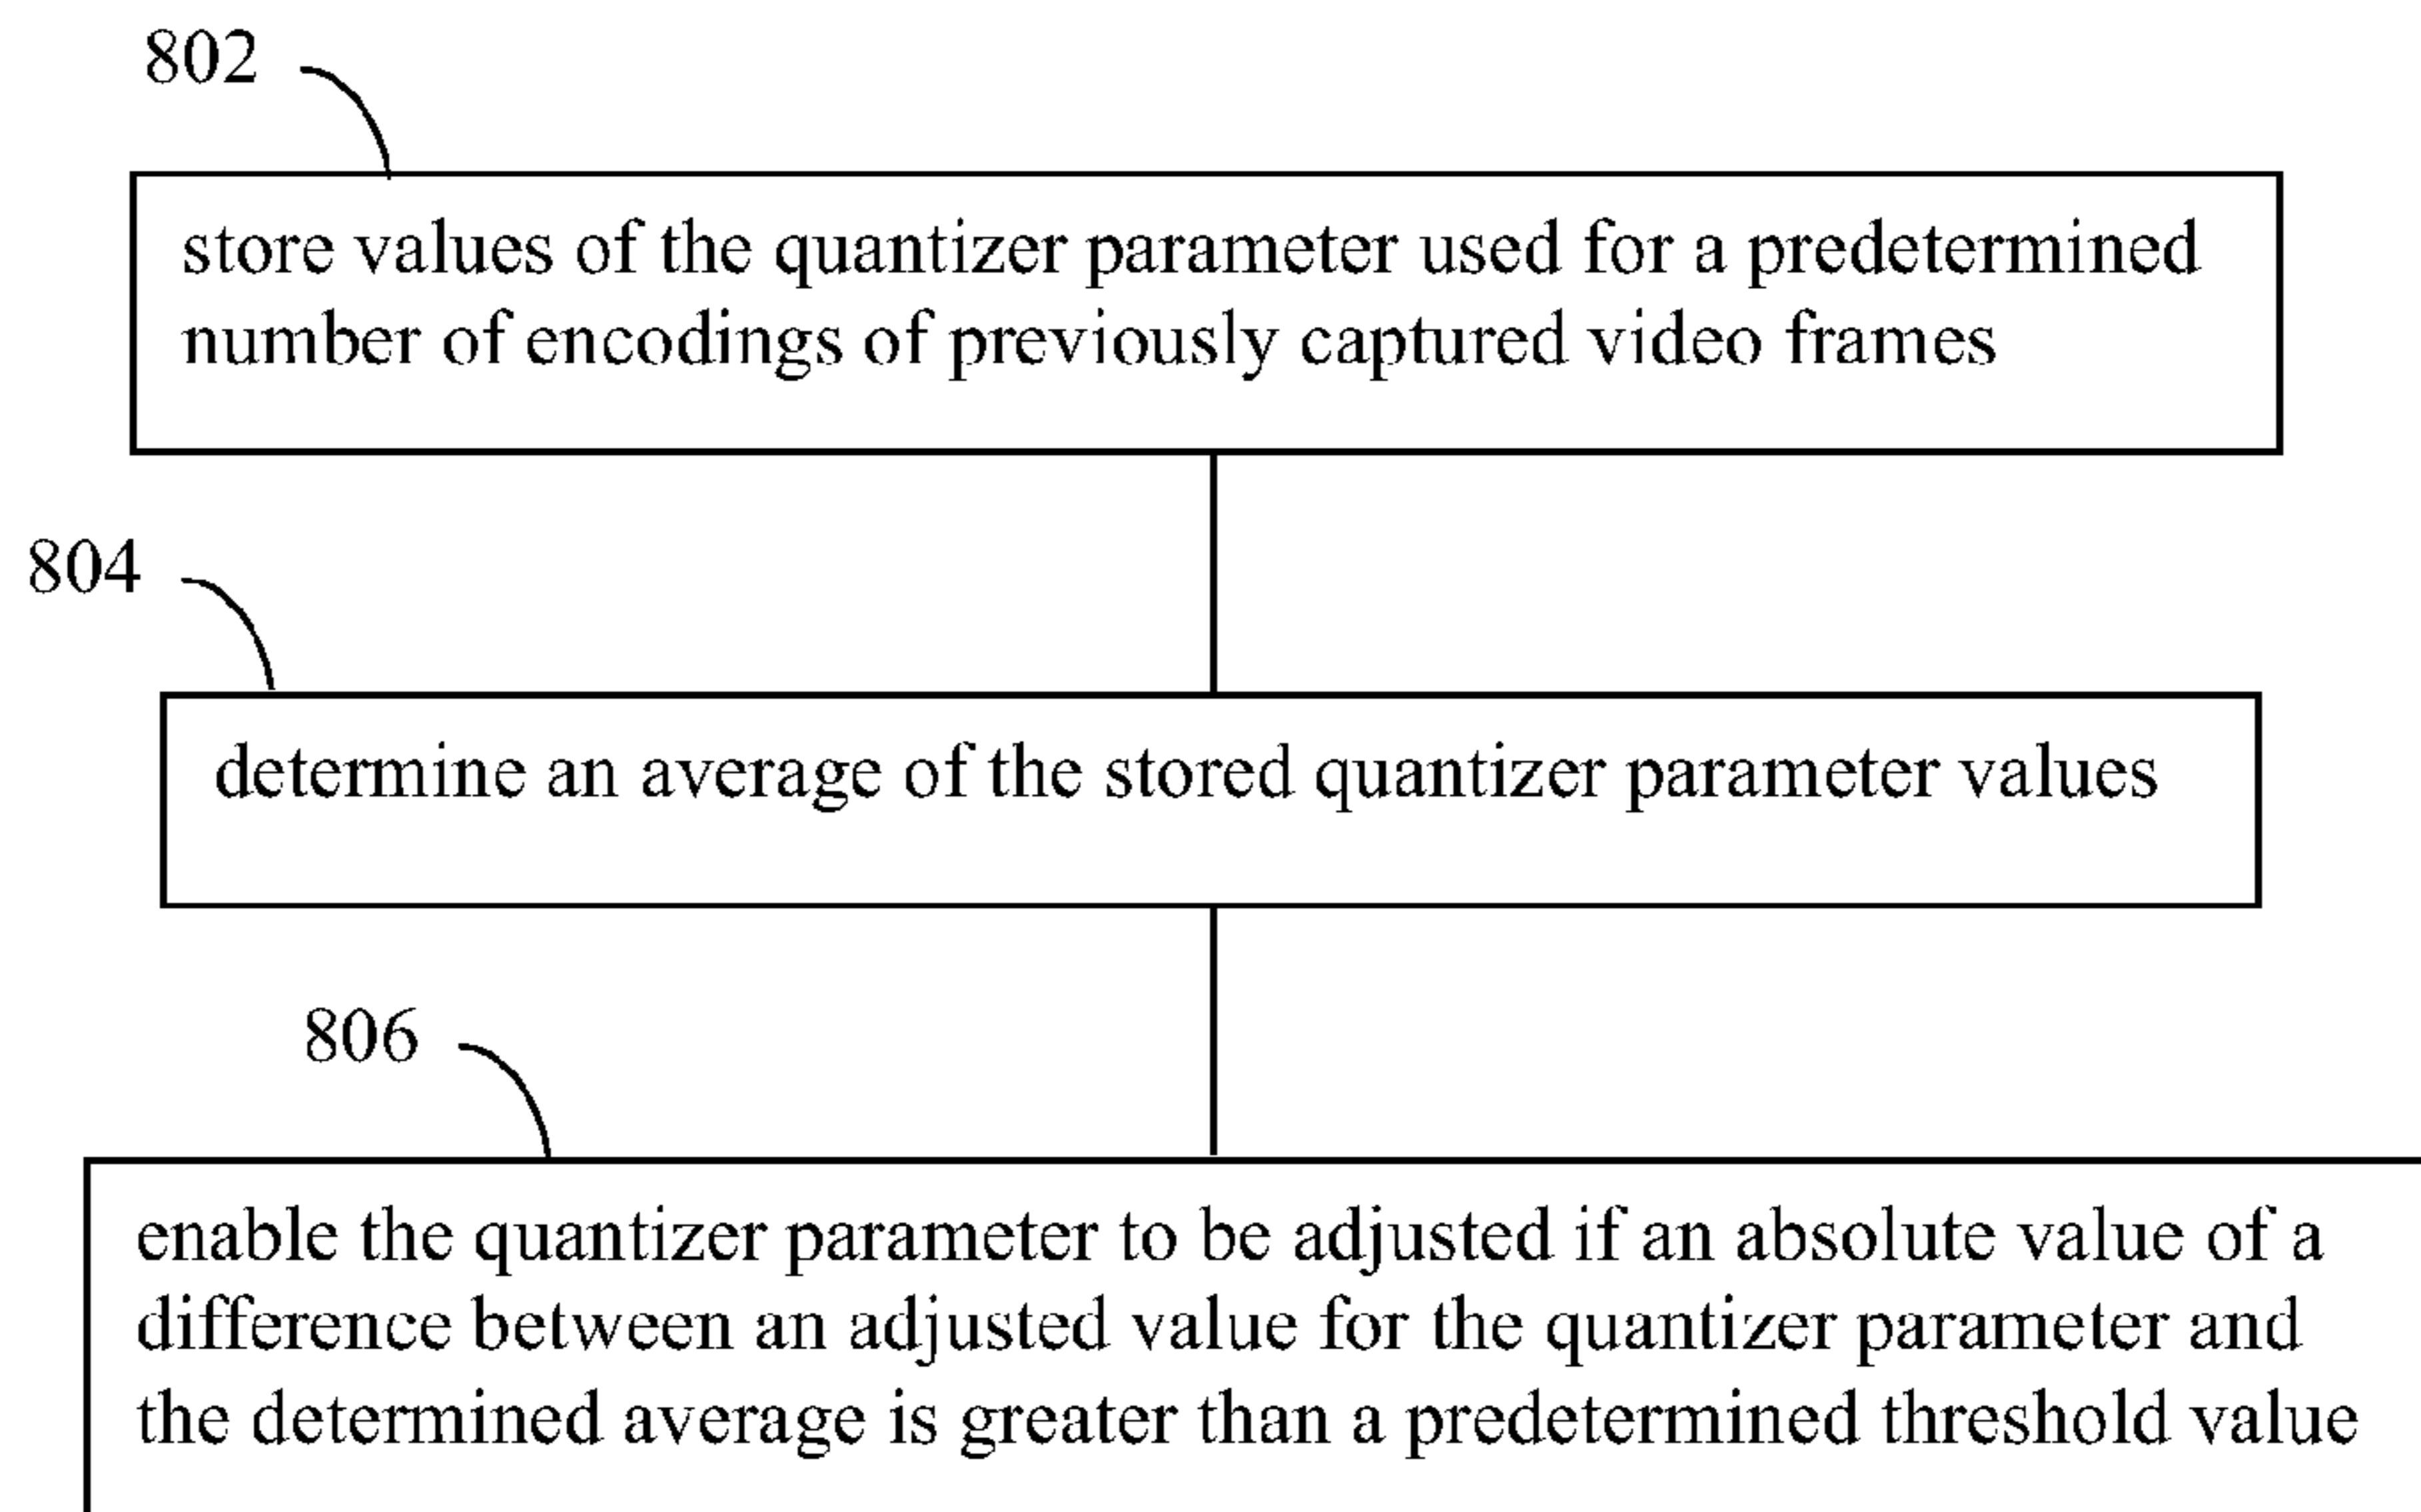 802
store values of the quantizer parameter used for a predetermined
number of encodings of previously captured video frames
804
determine an average of the stored quantizer parameter values
806
enable the quantizer parameter to be adjusted if an absolute value of a
difference between an adjusted value for the quantizer parameter and
the determined average is greater than a predetermined threshold value